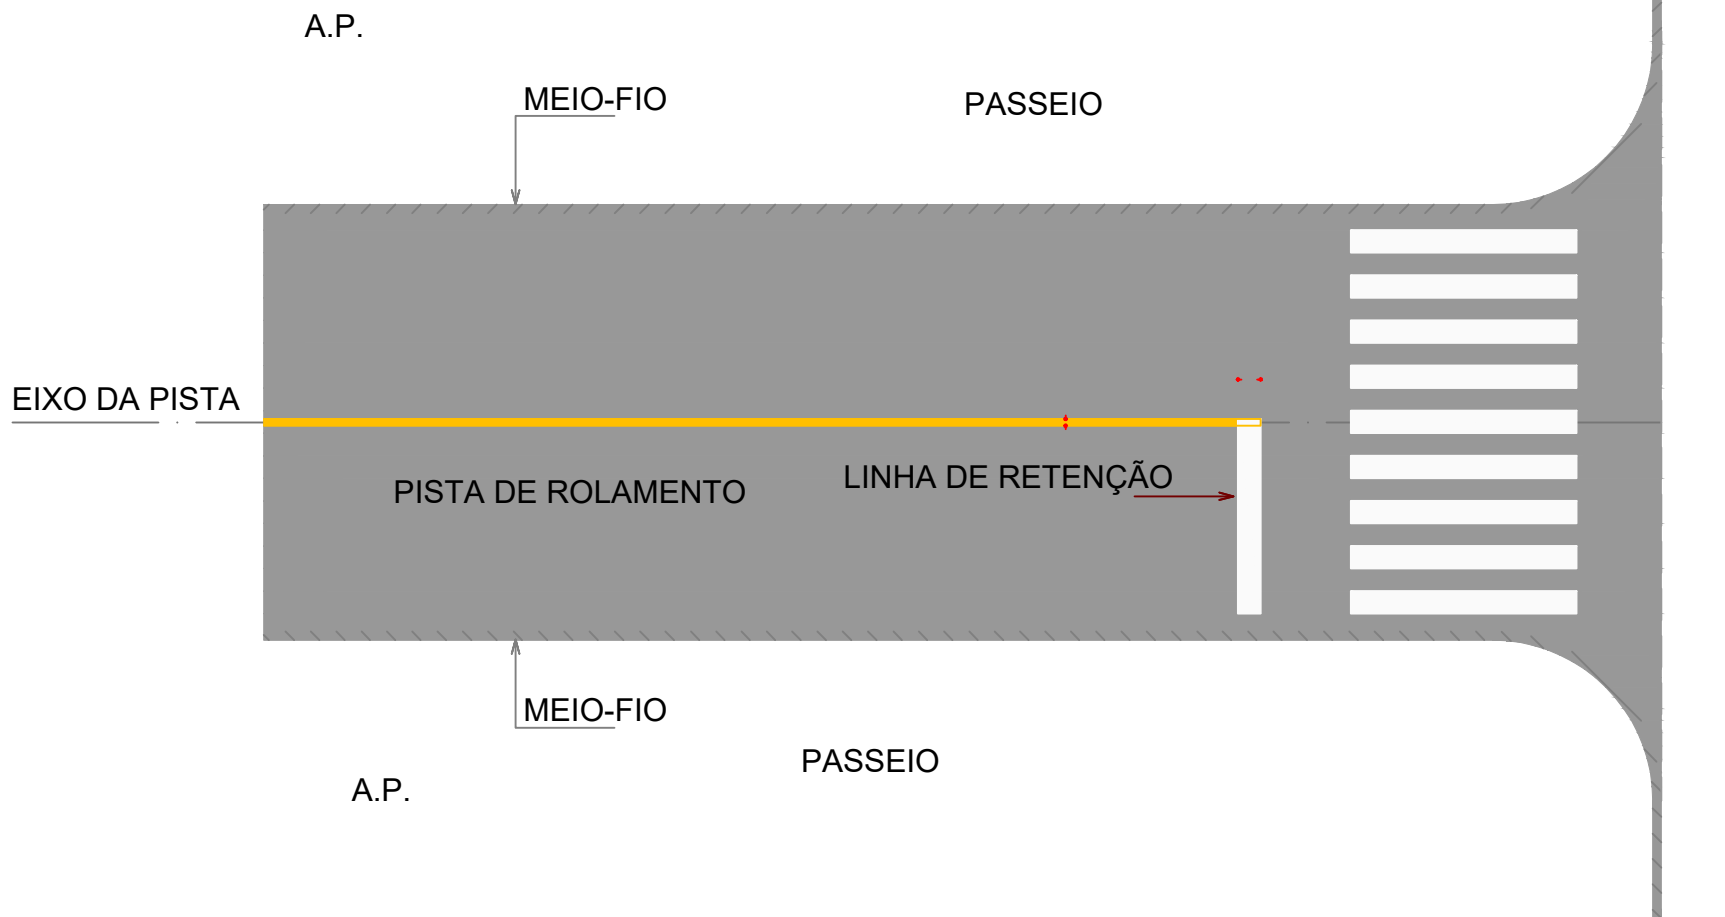 A.P.
MEIO-FIO
PASSEIO
EIXO DA PISTA
PISTA DE ROLAMENTO
LINHA DE RETENÇÃO
MEIO-FIO
PASSEIO
A.P.